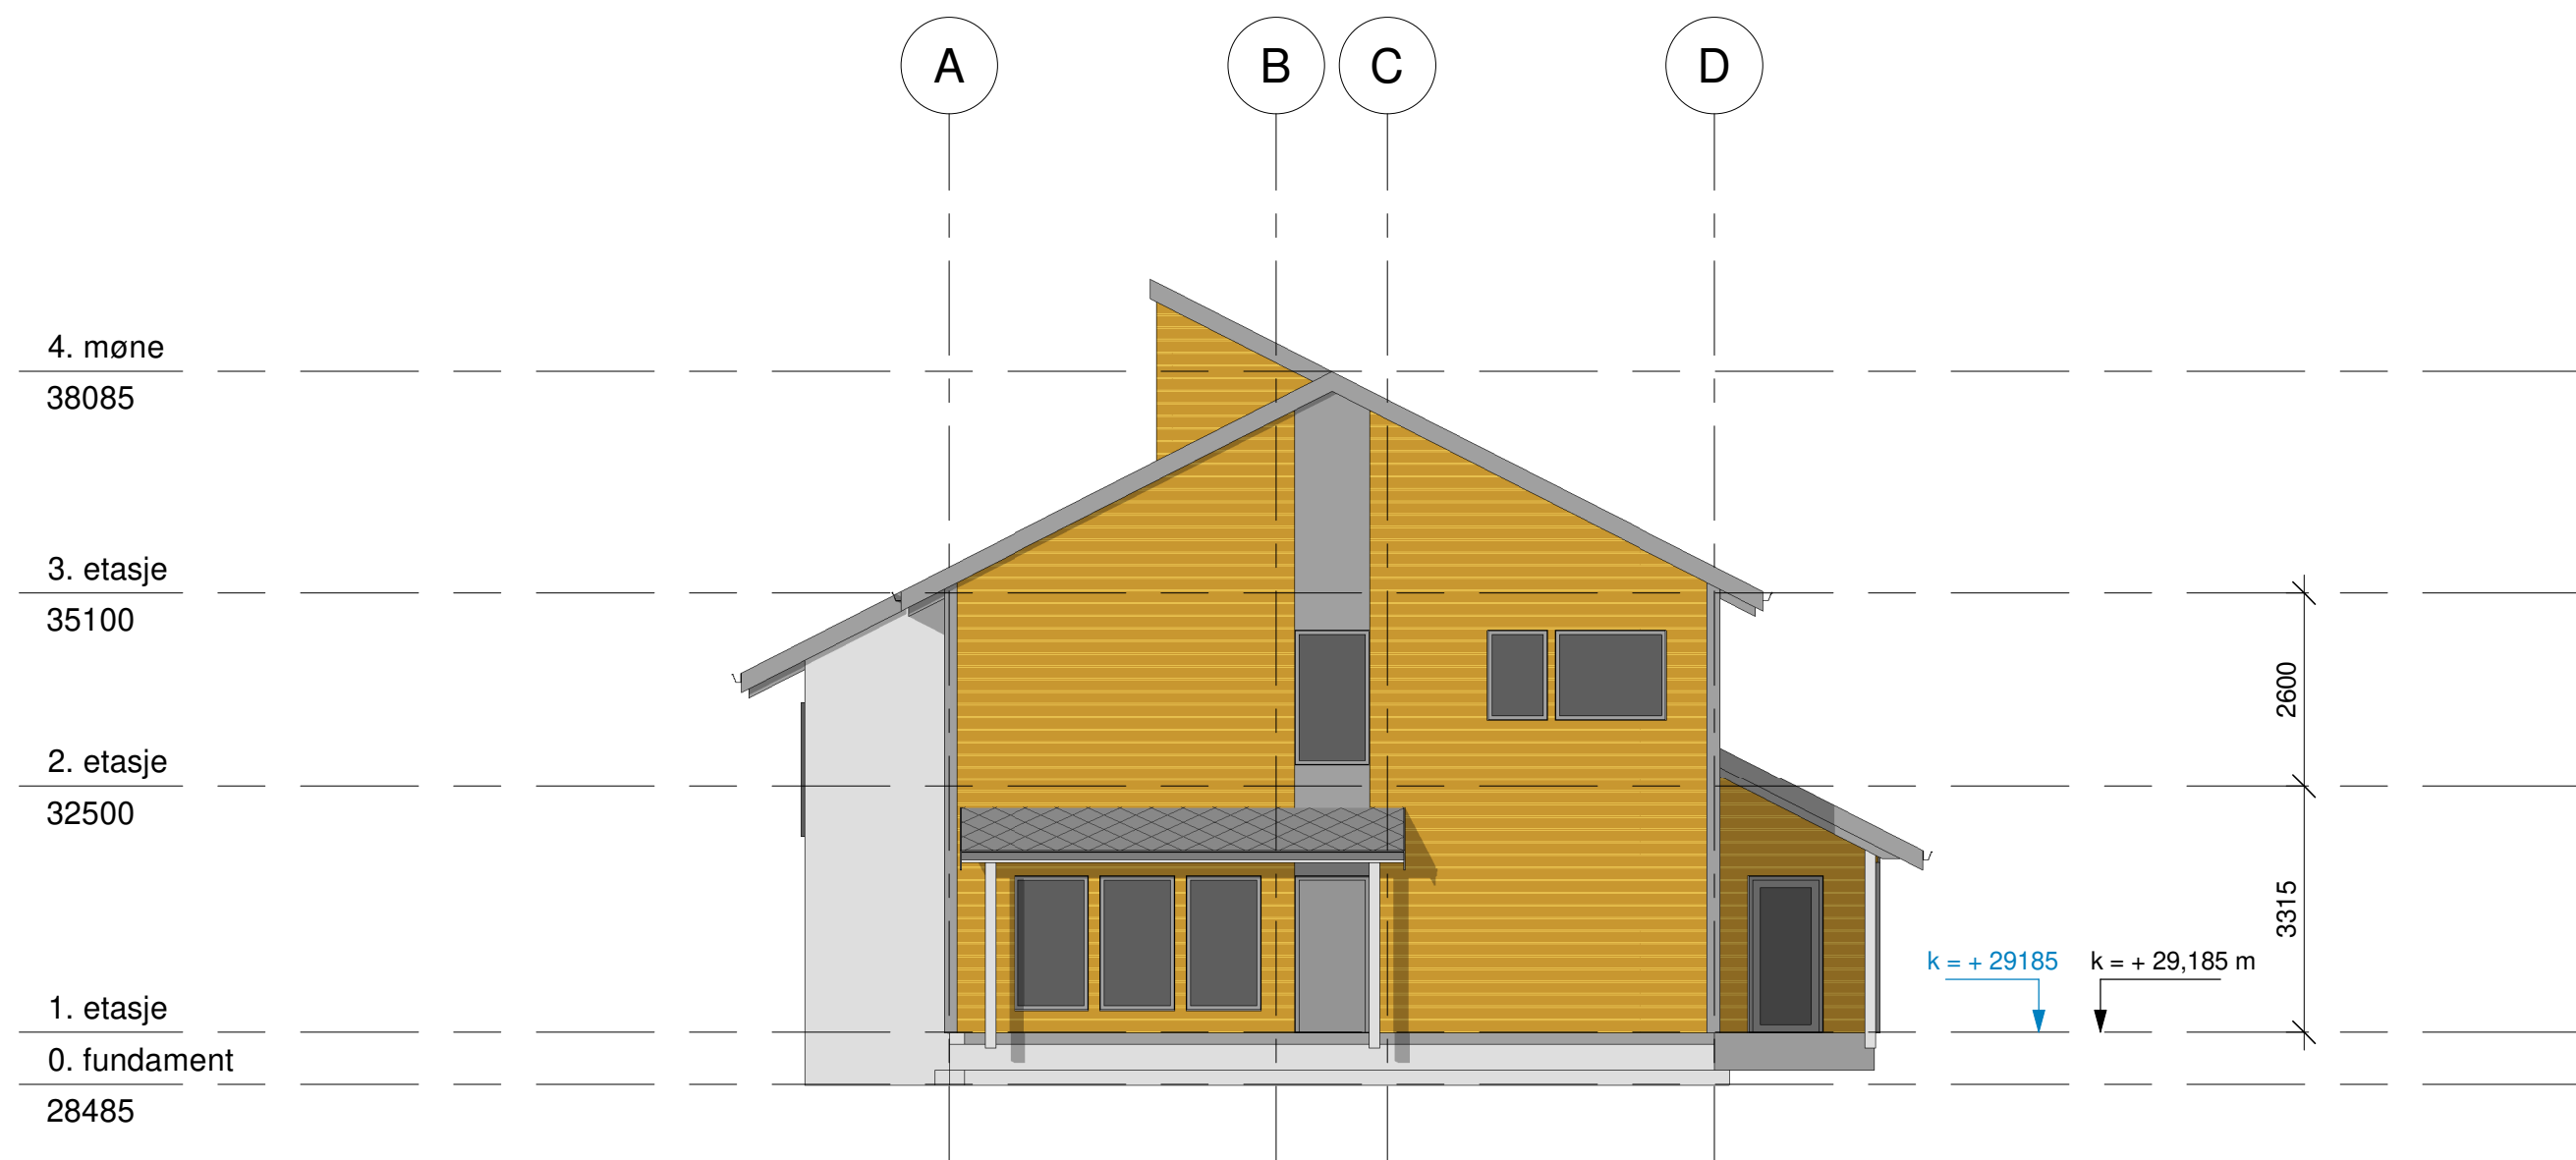 A B C D
4. møne
38085
3. etasje
35100
2600
2. etasje
32500
3315
k = + 29185 k = + 29,185 m
1. etasje
0. fundament
28485